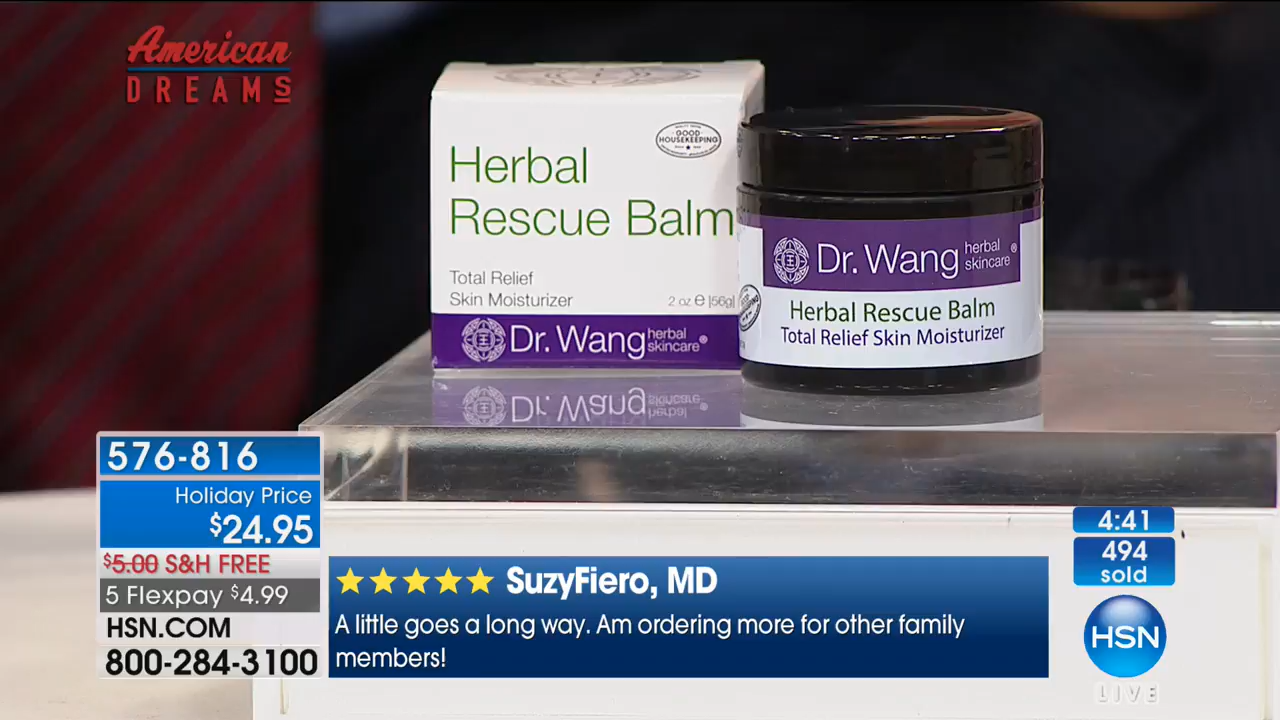 American
DREAMS
GOOD
HOUSEKEEPING
Herbal
Rescue Balm
Total Relief
Skin Moisturizer
2 oz ℮ [56g]
Dr. Wang herbal
skincare®
Dr. Wang herbal
skincare®
Herbal Rescue Balm
Total Relief Skin Moisturizer
576-816
Holiday Price
$24.95
$5.00 S&H FREE
5 Flexpay $4.99
HSN.COM
800-284-3100
★★★★★ SuzyFiero, MD
A little goes a long way. Am ordering more for other family
members!
4:41
494
sold
HSN
LIVE